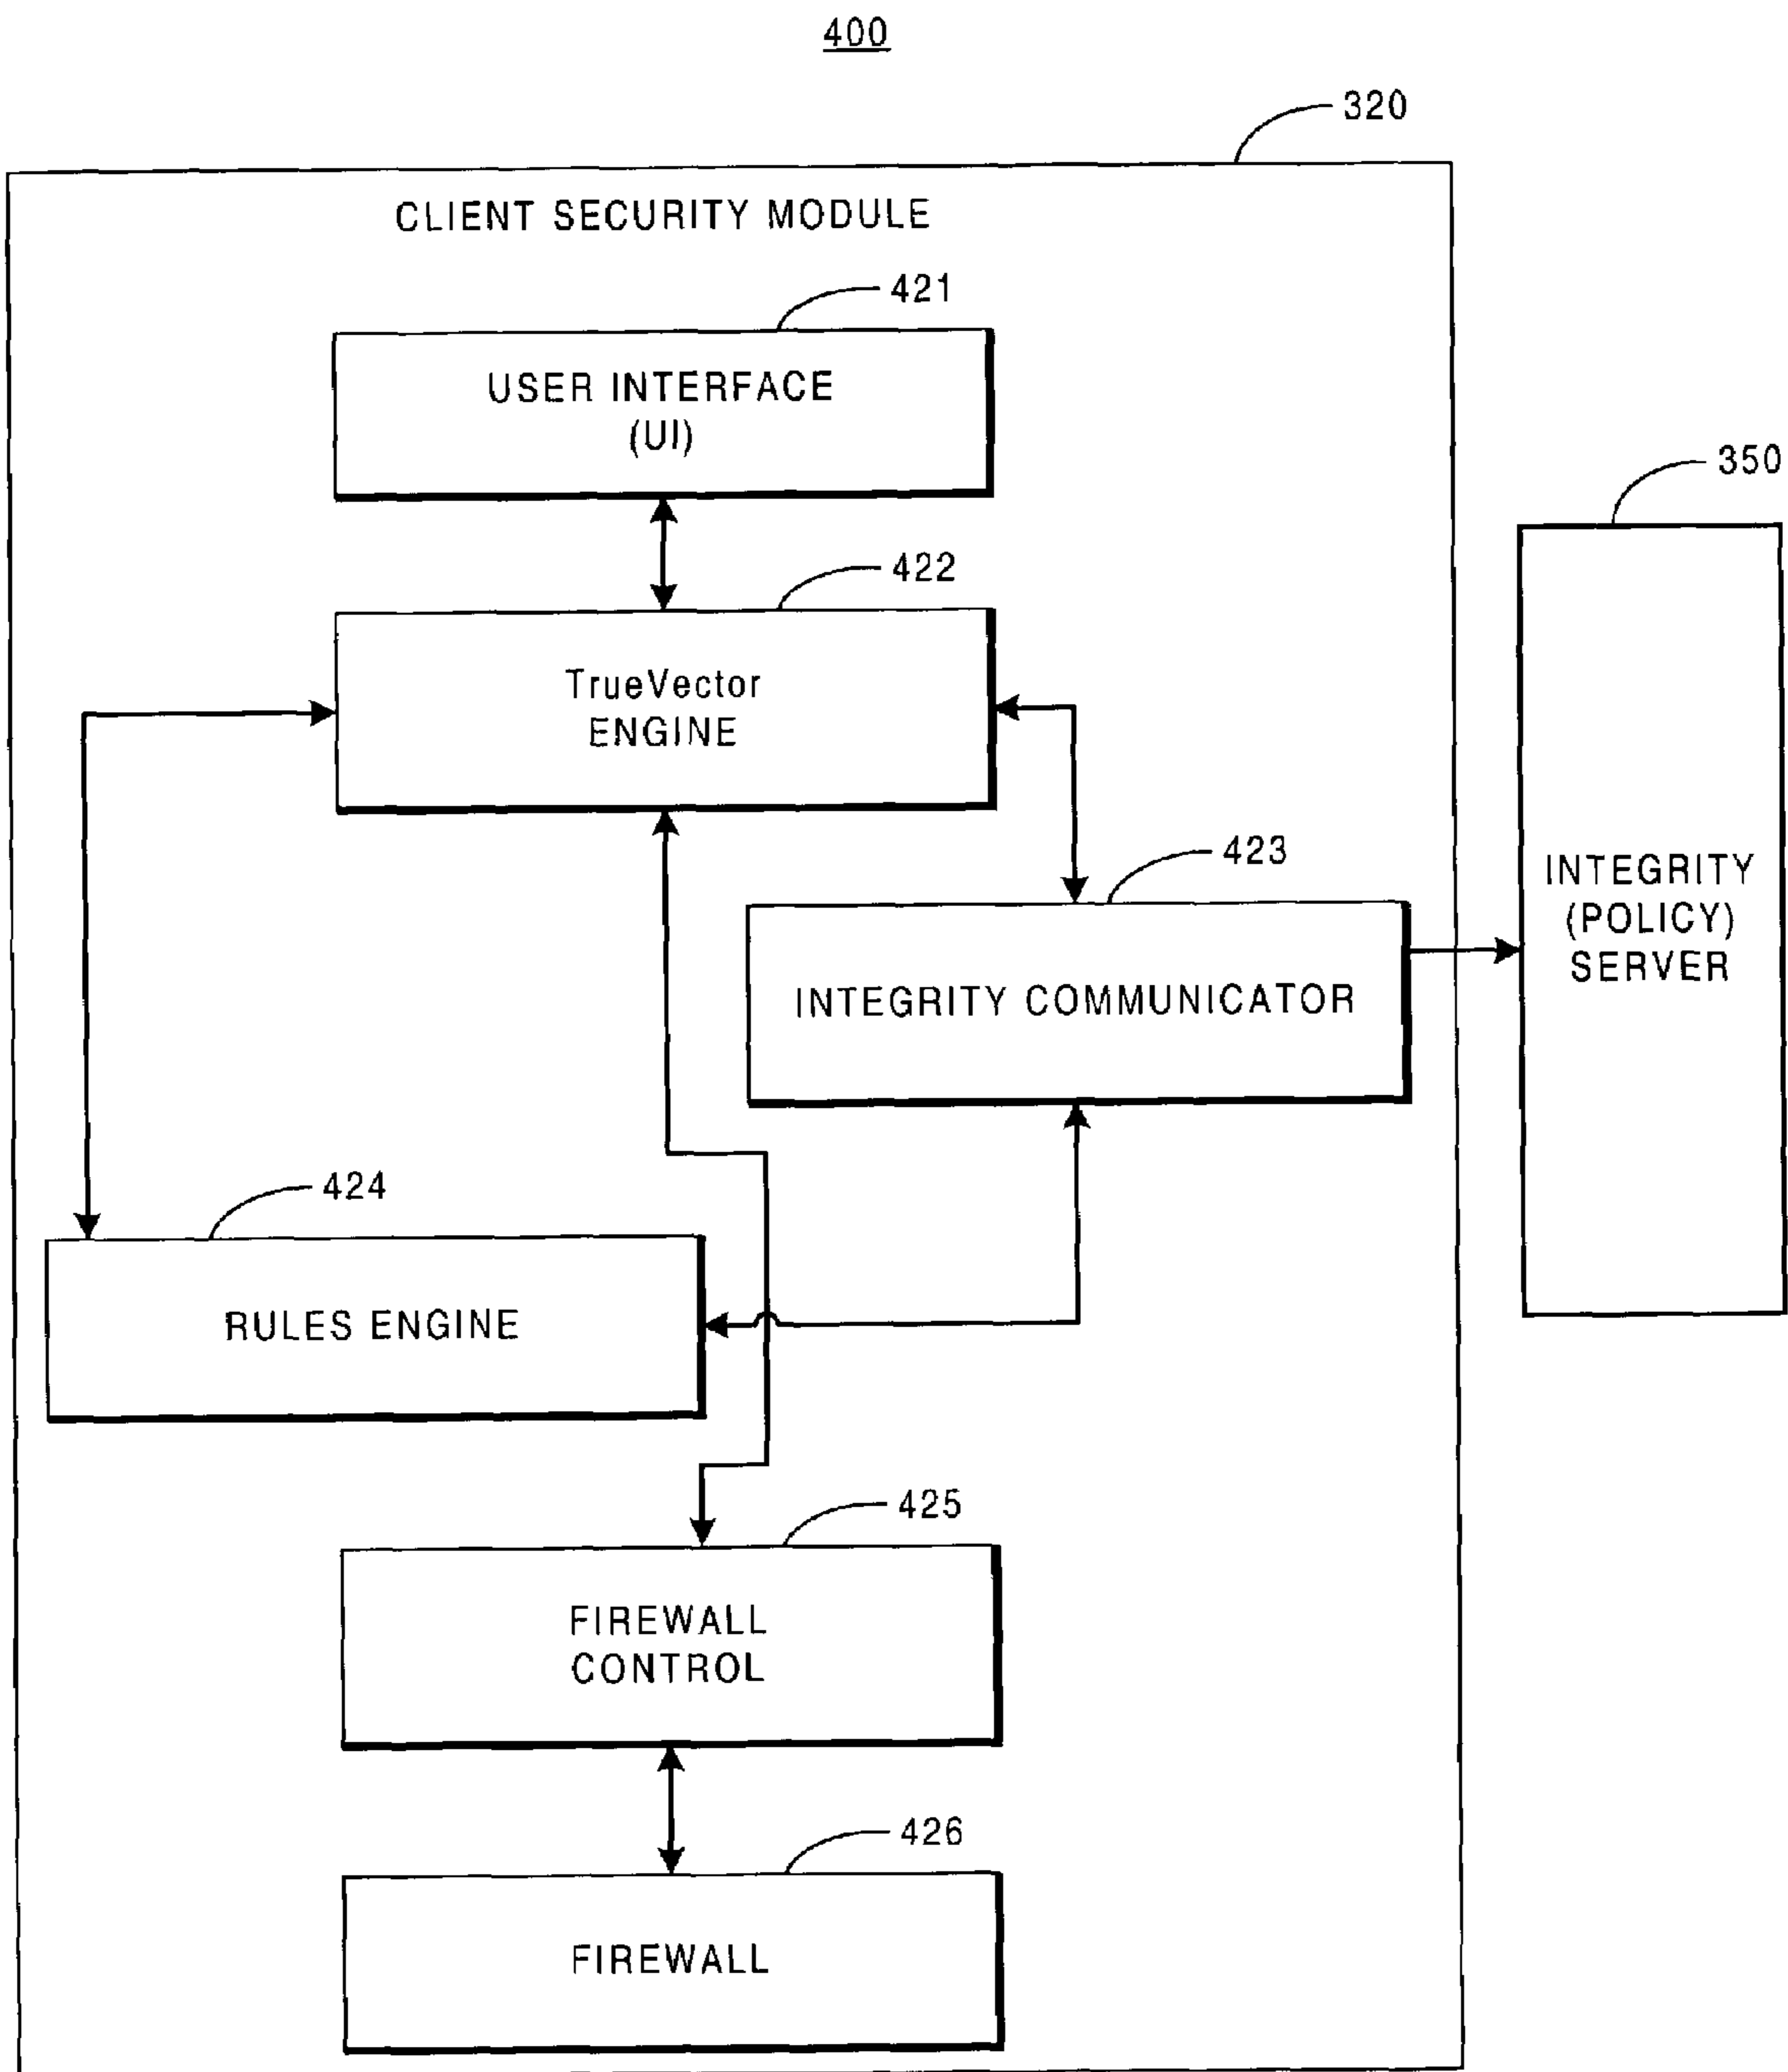 400
320
CLIENT SECURITY MODULE
421
USER INTERFACE
(UI)
422
TrueVector
ENGINE
350
INTEGRITY
(POLICY)
SERVER
423
INTEGRITY COMMUNICATOR
424
RULES ENGINE
425
FIREWALL
CONTROL
426
FIREWALL